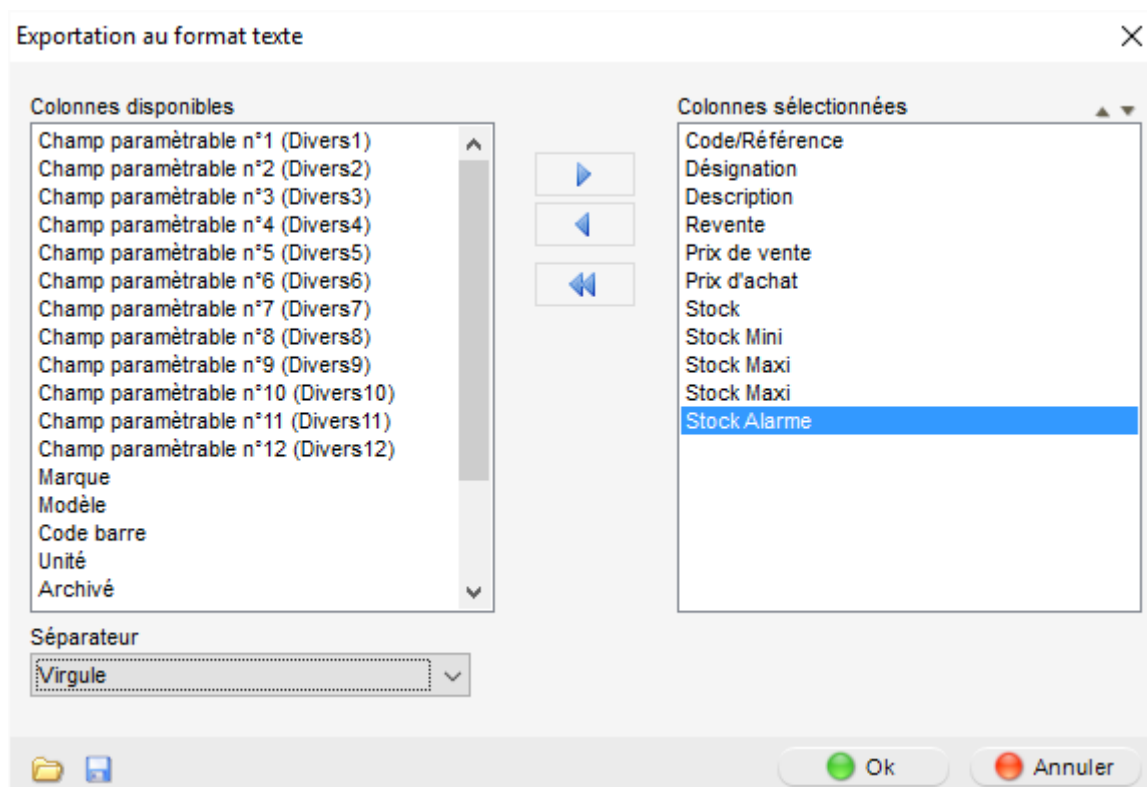 Exportation au format texte
Colonnes disponibles
Champ paramètrable n°1 (Divers1)
Champ paramètrable n°2 (Divers2)
Champ paramètrable n°3 (Divers3)
Champ paramètrable n°4 (Divers4)
Champ paramètrable n°5 (Divers5)
Champ paramètrable n°6 (Divers6)
Champ paramètrable n°7 (Divers7)
Champ paramètrable n°8 (Divers8)
Champ paramètrable n°9 (Divers9)
Champ paramètrable n°10 (Divers10)
Champ paramètrable n°11 (Divers11)
Champ paramètrable n°12 (Divers12)
Marque
Modèle
Code barre
Unité
Archivé
Séparateur
Virgule
Colonnes sélectionnées
Code/Référence
Désignation
Description
Revente
Prix de vente
Prix d'achat
Stock
Stock Mini
Stock Maxi
Stock Maxi
Stock Alarme
Ok
Annuler